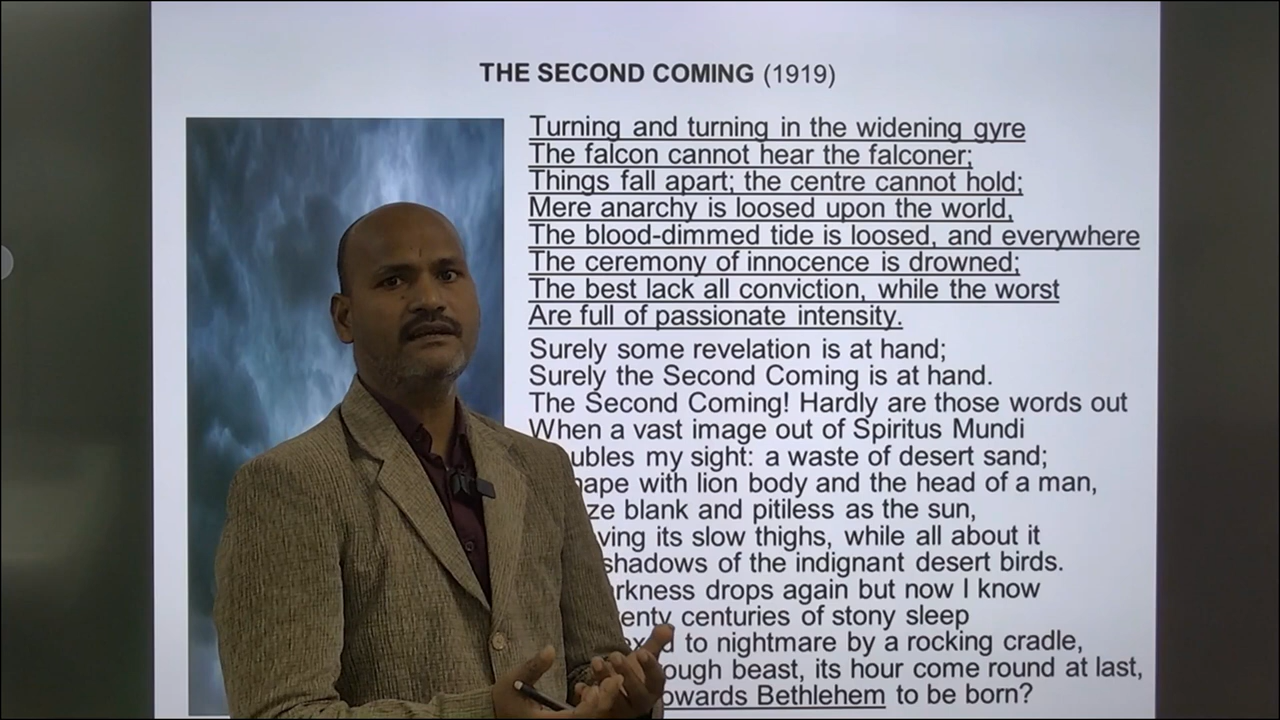 THE SECOND COMING (1919)
Turning and turning in the widening gyre
The falcon cannot hear the falconer;
Things fall apart; the centre cannot hold;
Mere anarchy is loosed upon the world,
The blood-dimmed tide is loosed, and everywhere
The ceremony of innocence is drowned;
The best lack all conviction, while the worst
Are full of passionate intensity.
Surely some revelation is at hand;
Surely the Second Coming is at hand.
The Second Coming! Hardly are those words out
When a vast image out of Spiritus Mundi
my sight: a waste of desert sand;
with lion body and the head of a man,
blank and pitiless as the sun,
its slow thighs, while all about it
shadows of the indignant desert birds.
drops again but now I know
centuries of stony sleep
to nightmare by a rocking cradle,
beast, its hour come round at last,
Bethlehem to be born?